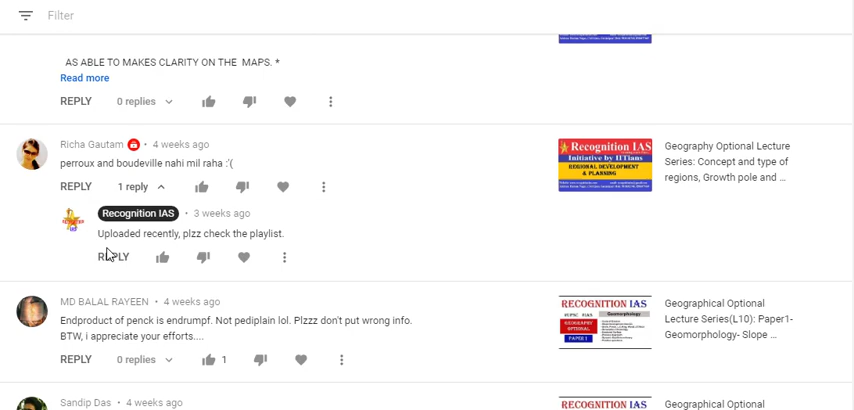 Filter
AS ABLE TO MAKES CLARITY ON THE MAPS. *
Read more
REPLY 0 replies
Richa Gautam • 4 weeks ago
perroux and boudeville nahi mil raha :'(
REPLY 1 reply
Recognition IAS
Initiative by IITians
REGIONAL DEVELOPMENT
& PLANNING
Geography Optional Lecture
Series: Concept and type of
regions, Growth pole and ...
Recognition IAS • 3 weeks ago
Uploaded recently, plzz check the playlist.
REPLY
MD BALAL RAYEEN • 4 weeks ago
Endproduct of penck is endrumpf. Not pediplain lol. Plzzz don't put wrong info.
BTW, i appreciate your efforts....
REPLY 0 replies 1
RECOGNITION IAS
Geomorphology
GEOGRAPHY
OPTIONAL
PAPER I
Geographical Optional
Lecture Series(L10): Paper1-
Geomorphology- Slope ...
Sandip Das • 4 weeks ago
RECOGNITION IAS
Geographical Optional